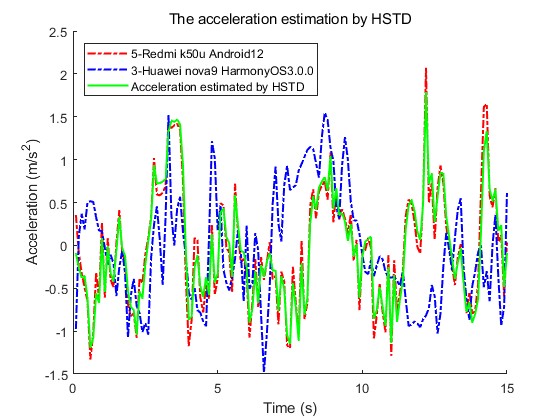 The acceleration estimation by HSTD
2.5
2
1.5
1
0.5
0
-0.5
-1
-1.5
Acceleration (m/s²)
5-Redmi k50u Android12
3-Huawei nova9 HarmonyOS3.0.0
Acceleration estimated by HSTD
0 5 10 15
Time (s)